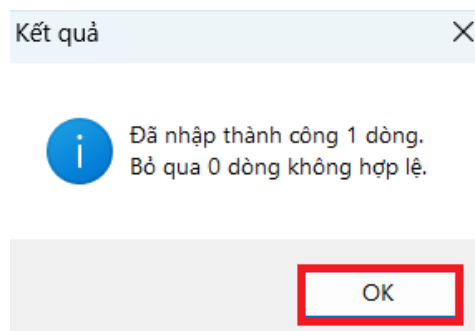 Kết quả
Đã nhập thành công 1 dòng.
Bỏ qua 0 dòng không hợp lệ.
OK